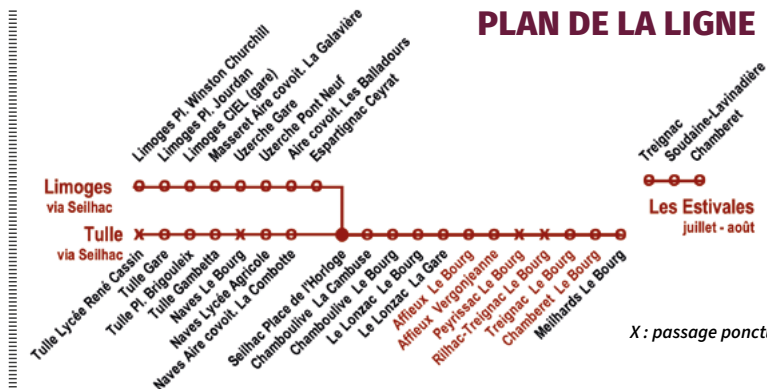 PLAN DE LA LIGNE
Limoges Pl. Winston Churchill
Limoges Pl. Jourdan
Limoges CIEL (gare)
Masseret Aire covoit. La Galavière
Uzerche Gare
Uzerche Pont Neuf
Aire covoit. Les Balladours
Espartignac Ceyrat
Treignac
Soudaine-Lavinadière
Chamberet
Limoges
via Seilhac
Les Estivales
juillet - août
Tulle
via Seilhac
X
X
X
X
Tulle Lycée René Cassin
Tulle Gare
Tulle Pl. Brigouleix
Tulle Gambetta
Naves Le Bourg
Naves Lycée Agricole
Naves Aire covoit. La Combotte
Seilhac Place de l'Horloge
Chamboulive La Cambuse
Chamboulive Le Bourg
Le Lonzac Le Bourg
Le Lonzac La Gare
Affieux Le Bourg
Affieux Vergonjeanne
Peyrissac Le Bourg
Rilhac-Treignac Le Bourg
Treignac Le Bourg
Chamberet Le Bourg
Meilhards Le Bourg
X : passage ponctu